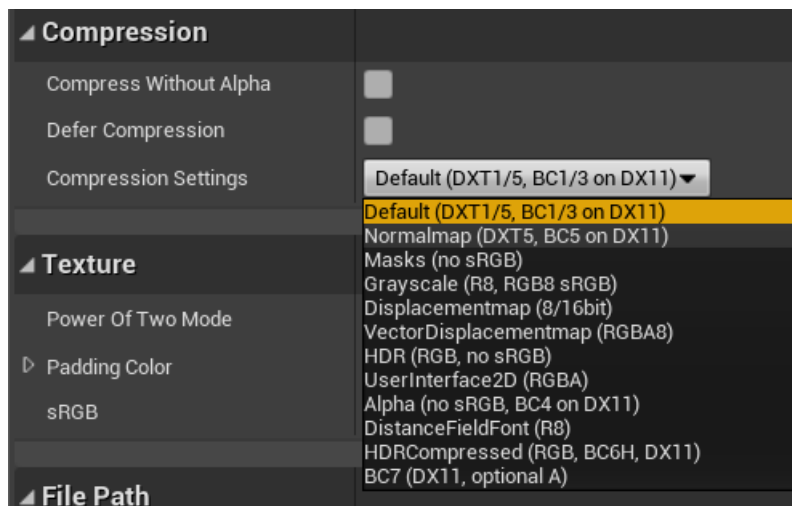 Compression
Compress Without Alpha
Defer Compression
Compression Settings
Default (DXT1/5, BC1/3 on DX11)
Default (DXT1/5, BC1/3 on DX11)
Normalmap (DXT5, BC5 on DX11)
Masks (no sRGB)
Grayscale (R8, RGB8 sRGB)
Displacementmap (8/16bit)
VectorDisplacementmap (RGBA8)
HDR (RGB, no sRGB)
UserInterface2D (RGBA)
Alpha (no sRGB, BC4 on DX11)
DistanceFieldFont (R8)
HDRCompressed (RGB, BC6H, DX11)
BC7 (DX11, optional A)
Texture
Power Of Two Mode
Padding Color
sRGB
File Path